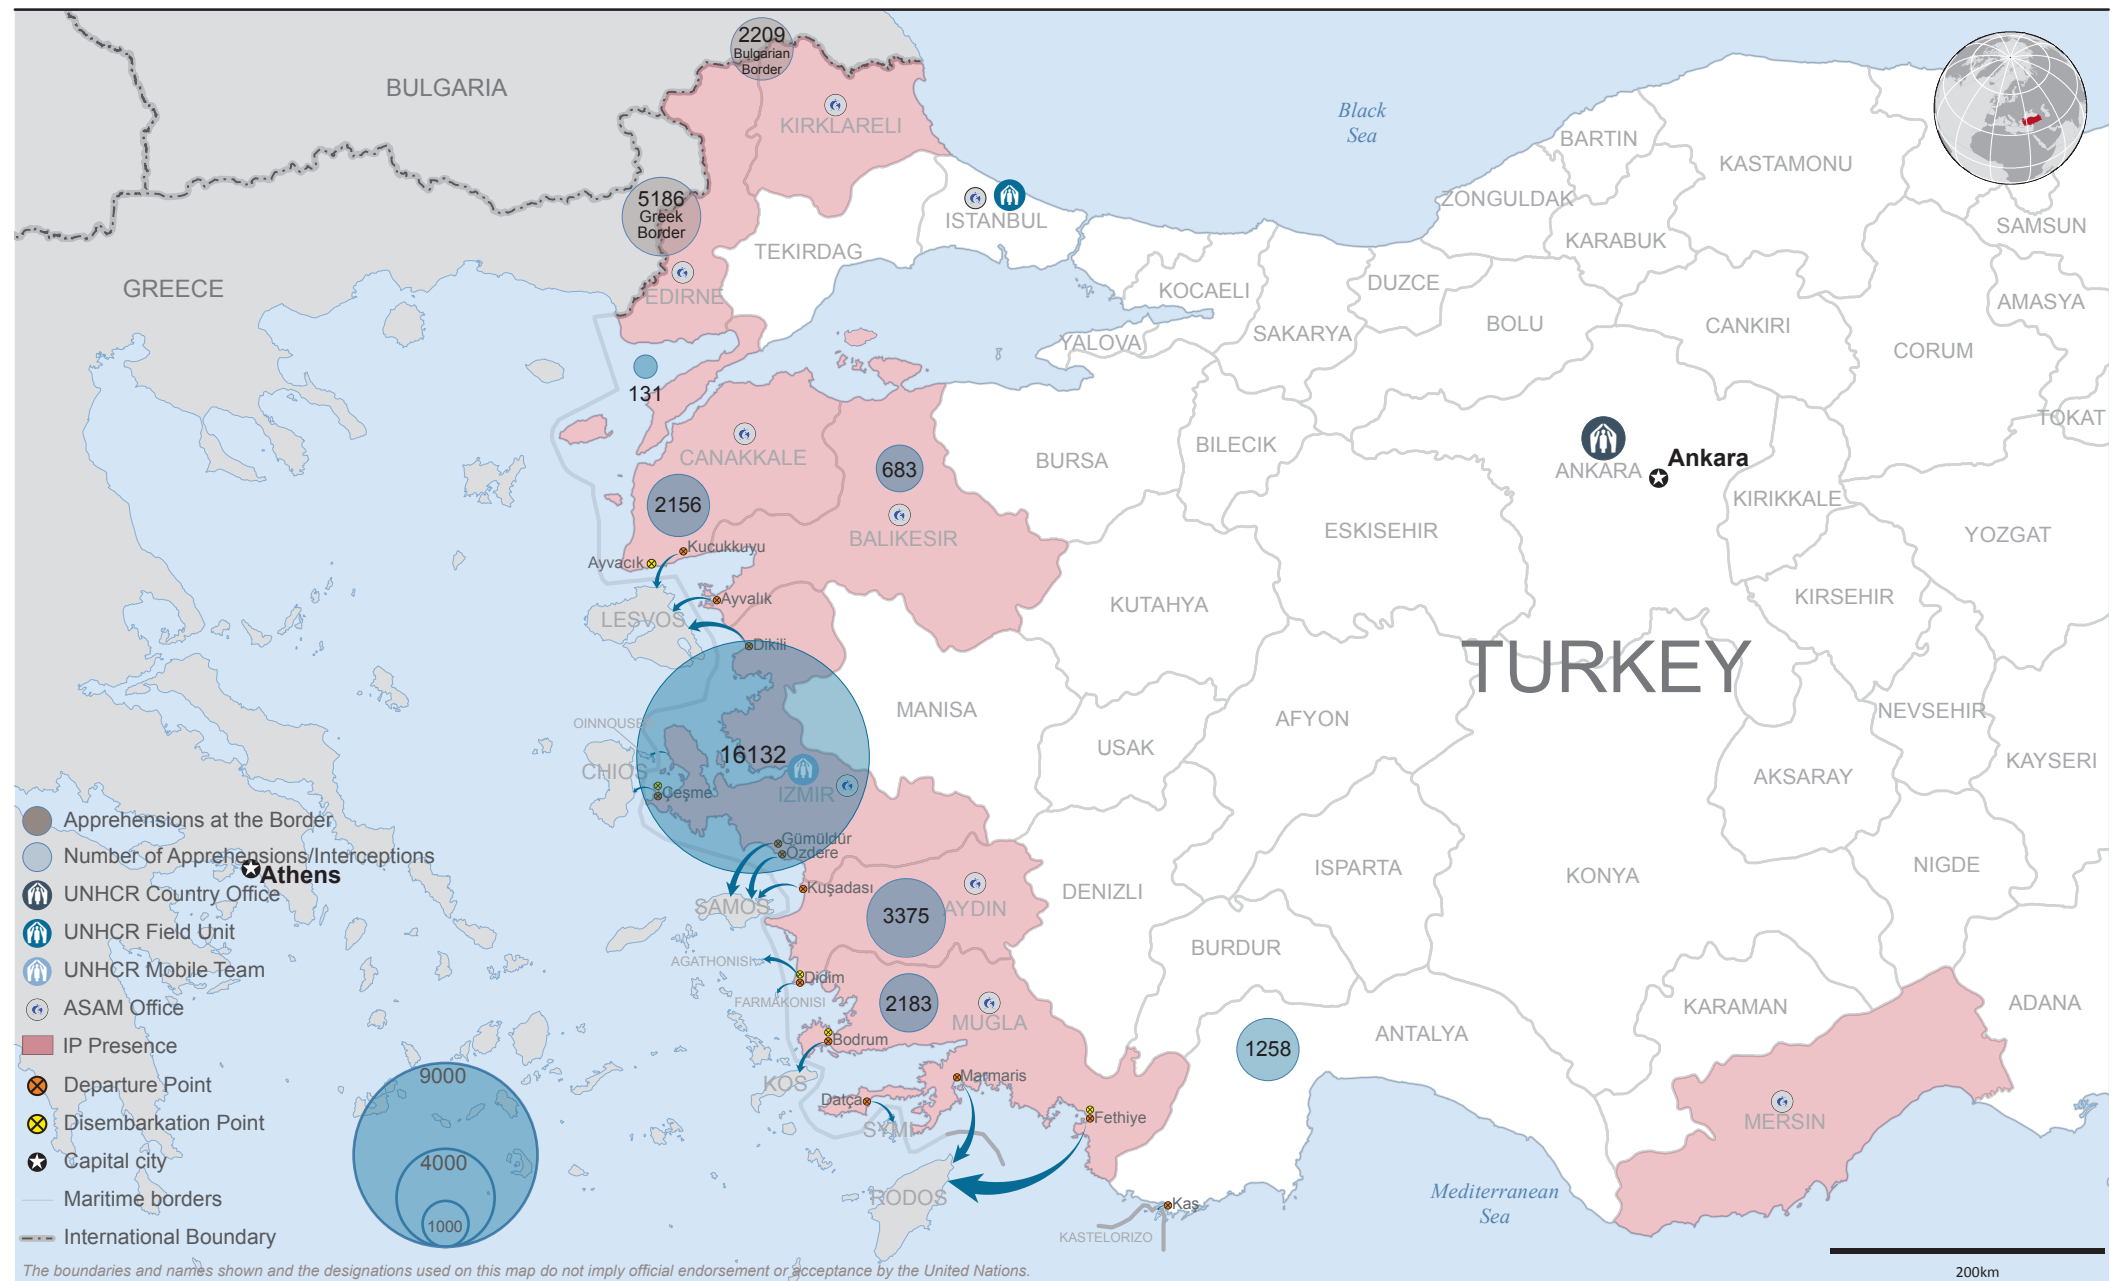 2209
Bulgarian
Border
BULGARIA
KIRKLARELI
Black
Sea
BARTIN
KASTAMONU
ZONGULDAK
5186
Greek
Border
ISTANBUL
SAMSUN
KARABUK
TEKIRDAG
GREECE
EDIRNE
KOCAELI
DUZCE
AMASYA
SAKARYA
BOLU
CANKIRI
YALOVA
CORUM
131
TOKAT
CANAKKALE
683
BURSA
BILECIK
ANKARA
Ankara
2156
KIRIKKALE
BALIKESIR
ESKISEHIR
YOZGAT
Kucukkuyu
Ayvacık
Ayvalık
KUTAHYA
KIRSEHIR
LESVOS
Dikili
TURKEY
MANISA
AFYON
NEVSEHIR
OINNOUSE
16132
USAK
KAYSERI
CHIOS
IZMIR
Çeşme
AKSARAY
Gümüldür
Özdere
DENIZLI
ISPARTA
KONYA
NIGDE
Kuşadası
SAMOS
3375
AYDIN
BURDUR
AGATHONISI
Didim
FARMAKONISI
2183
MUGLA
KARAMAN
ADANA
Bodrum
ANTALYA
1258
KOS
Marmaris
Datça
Fethiye
SYMI
MERSIN
RODOS
Kaş
KASTELORIZO
Mediterranean
Sea
Athens
Apprehensions at the Border
Number of Apprehensions/Interceptions
UNHCR Country Office
UNHCR Field Unit
UNHCR Mobile Team
ASAM Office
IP Presence
Departure Point
Disembarkation Point
Capital city
Maritime borders
International Boundary
9000
4000
1000
200km
The boundaries and names shown and the designations used on this map do not imply official endorsement or acceptance by the United Nations.